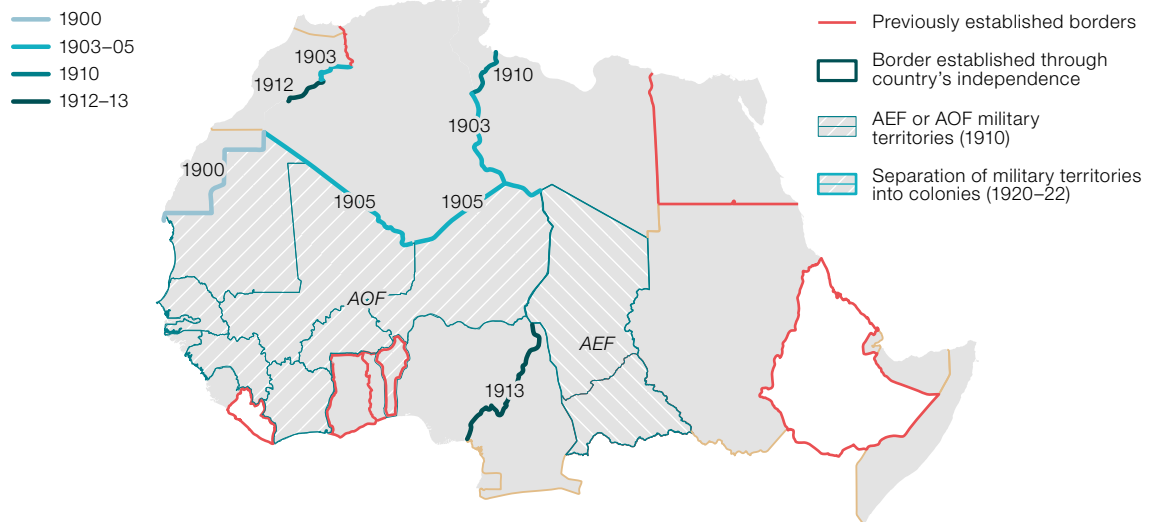 1900
1903–05
1910
1912–13
Previously established borders
Border established through
country's independence
AEF or AOF military
territories (1910)
Separation of military territories
into colonies (1920–22)
1903
1912
1910
1903
1900
1905
1905
AOF
AEF
1913